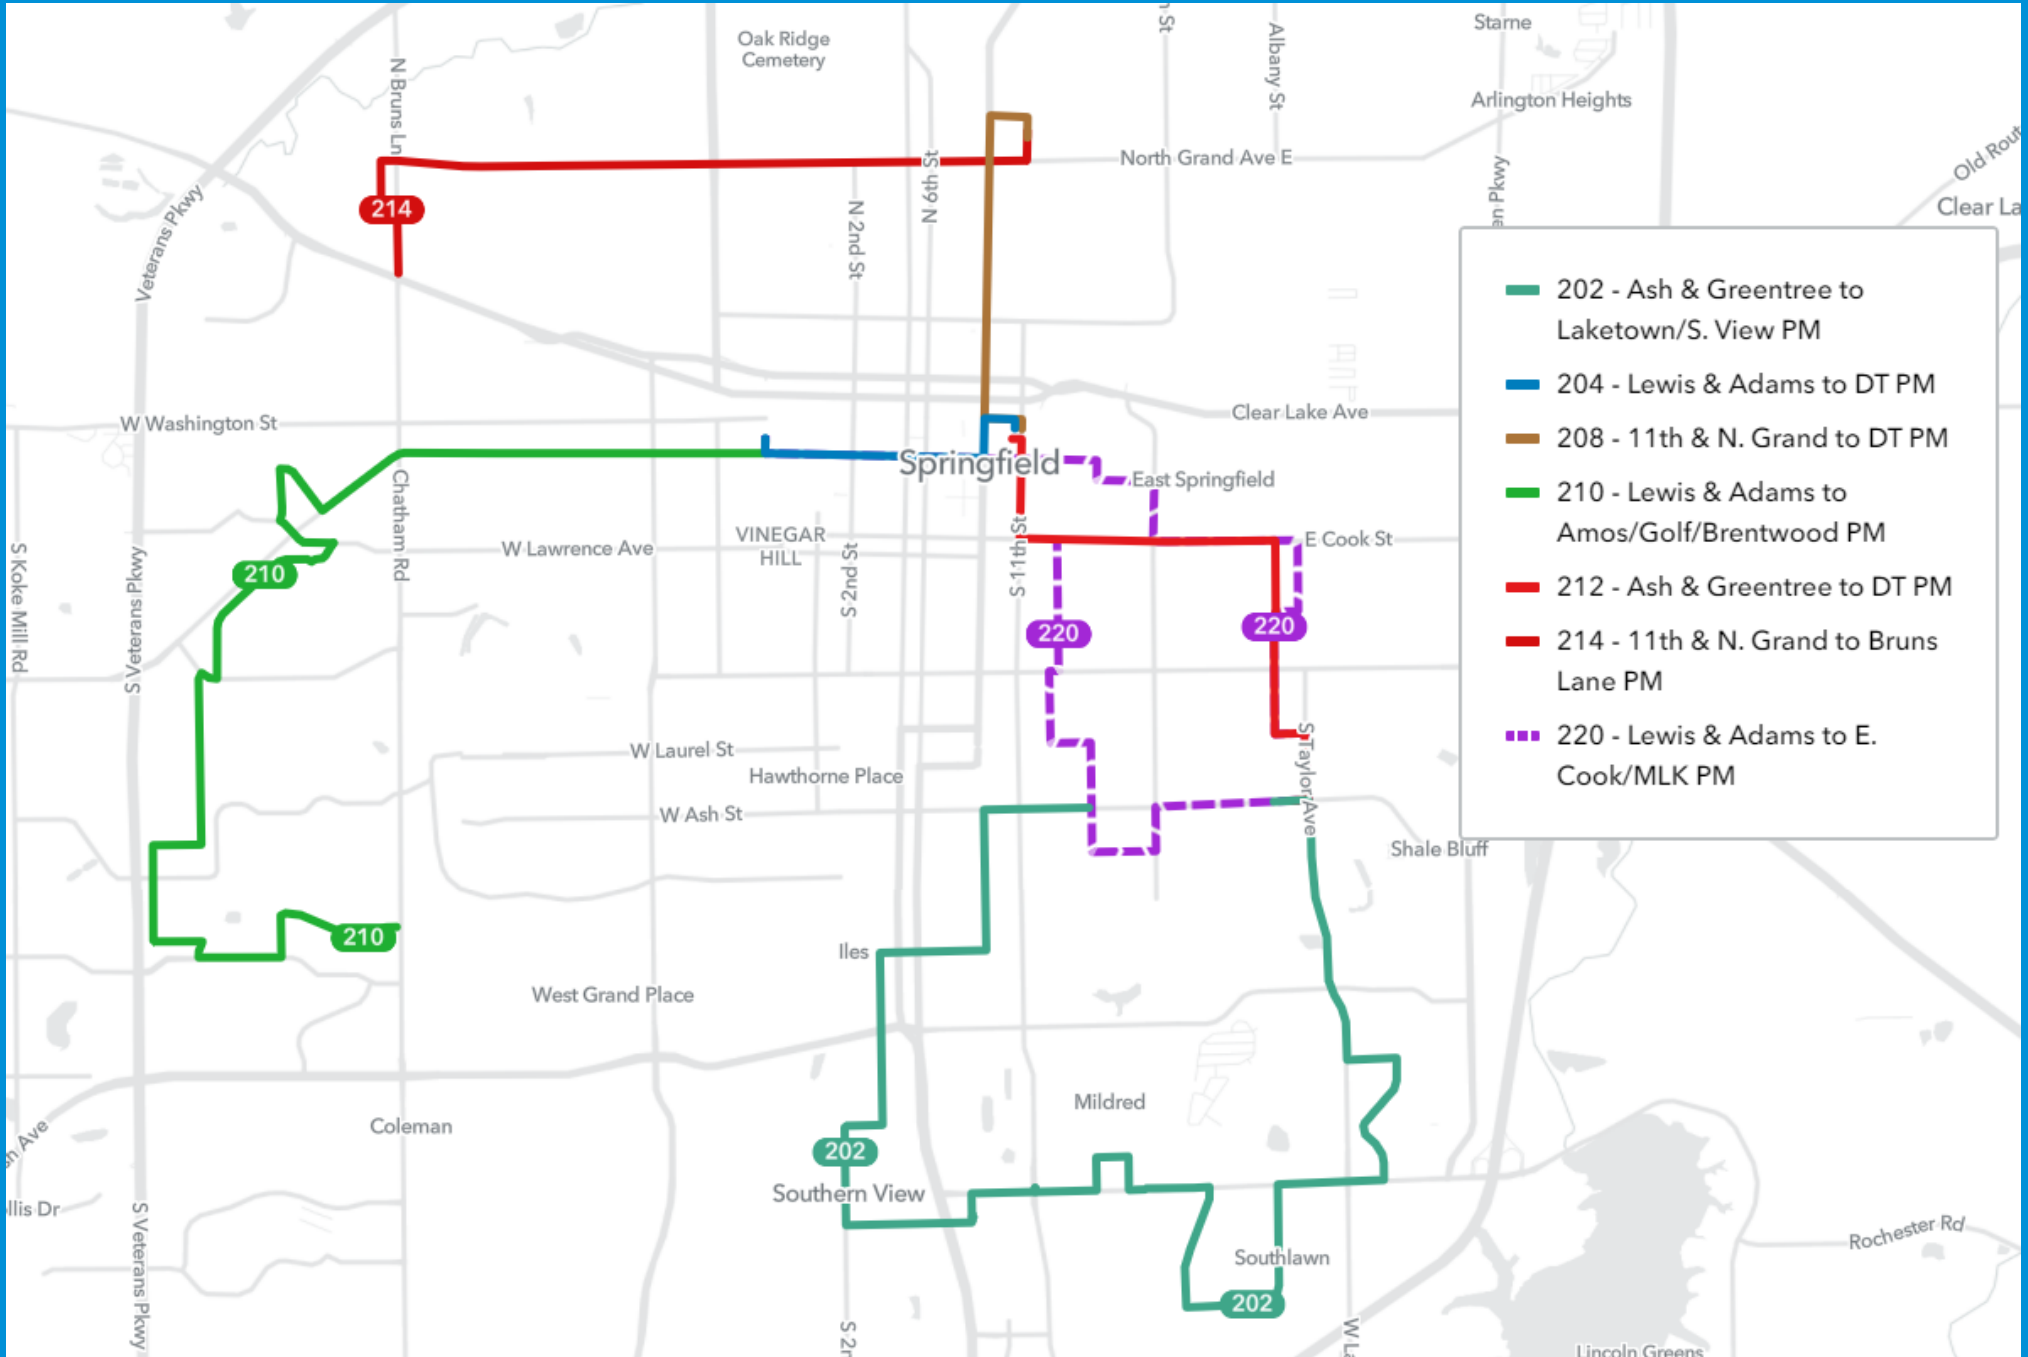 Oak Ridge
Cemetery
N Bruns Ln
Albany St
Starne
Arlington Heights
North Grand Ave E
N 6th St
N 2nd St
Veterans Pkwy
214
Clear Lake Ave
W Washington St
Springfield
East Springfield
Chatham Rd
W Lawrence Ave
VINEGAR
HILL
S 2nd St
S 11th St
E Cook St
S Koke Mill Rd
S Veterans Pkwy
210
220
220
W Laurel St
Hawthorne Place
W Ash St
S Taylor Ave
Shale Bluff
210
Iles
West Grand Place
Mildred
Coleman
202
Southern View
Southlawn
202
S Veterans Pkwy
Rochester Rd
Lincoln Greens
202 - Ash & Greentree to
Laketown/S. View PM
204 - Lewis & Adams to DT PM
208 - 11th & N. Grand to DT PM
210 - Lewis & Adams to
Amos/Golf/Brentwood PM
212 - Ash & Greentree to DT PM
214 - 11th & N. Grand to Bruns
Lane PM
220 - Lewis & Adams to E.
Cook/MLK PM